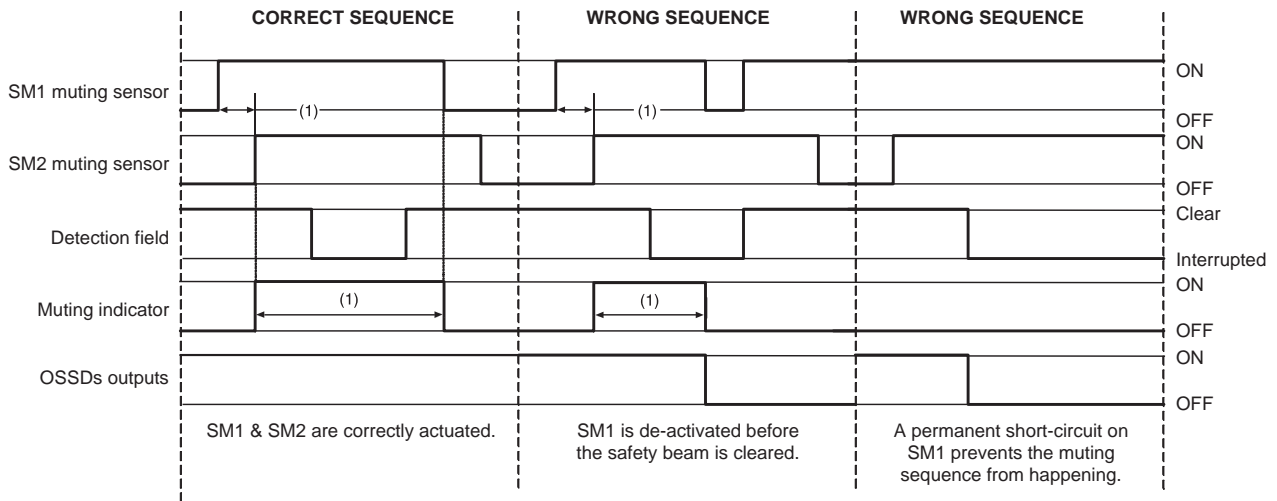 CORRECT SEQUENCE
WRONG SEQUENCE
WRONG SEQUENCE
SM1 muting sensor
(1)
(1)
ON
OFF
SM2 muting sensor
ON
OFF
Detection field
Clear
Interrupted
Muting indicator
(1)
(1)
ON
OFF
OSSDs outputs
ON
OFF
SM1 & SM2 are correctly actuated.
SM1 is de-activated before
the safety beam is cleared.
A permanent short-circuit on
SM1 prevents the muting
sequence from happening.